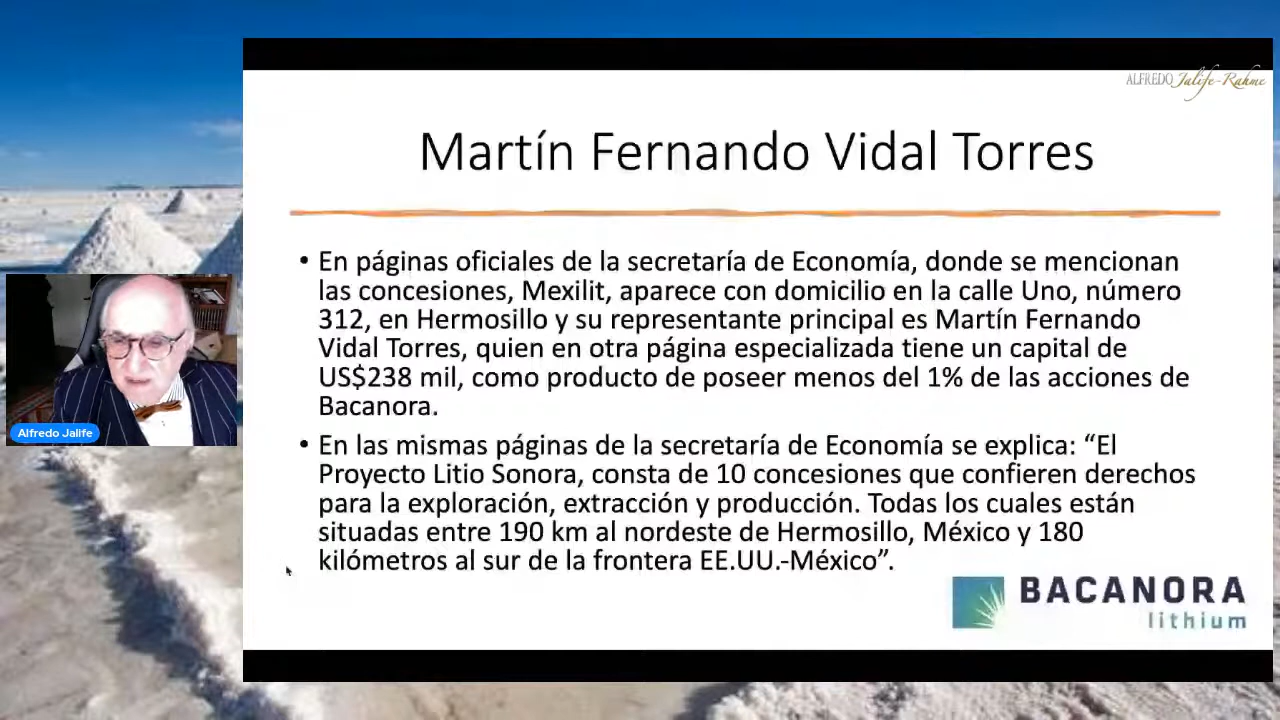 ALFREDO Jalife-Rahme
Martín Fernando Vidal Torres
• En páginas oficiales de la secretaría de Economía, donde se mencionan
las concesiones, Mexilit, aparece con domicilio en la calle Uno, número
312, en Hermosillo y su representante principal es Martín Fernando
Vidal Torres, quien en otra página especializada tiene un capital de
US$238 mil, como producto de poseer menos del 1% de las acciones de
Bacanora.
• En las mismas páginas de la secretaría de Economía se explica: “El
Proyecto Litio Sonora, consta de 10 concesiones que confieren derechos
para la exploración, extracción y producción. Todas los cuales están
situadas entre 190 km al nordeste de Hermosillo, México y 180
kilómetros al sur de la frontera EE.UU.-México”.
BACANORA
lithium
Alfredo Jalife